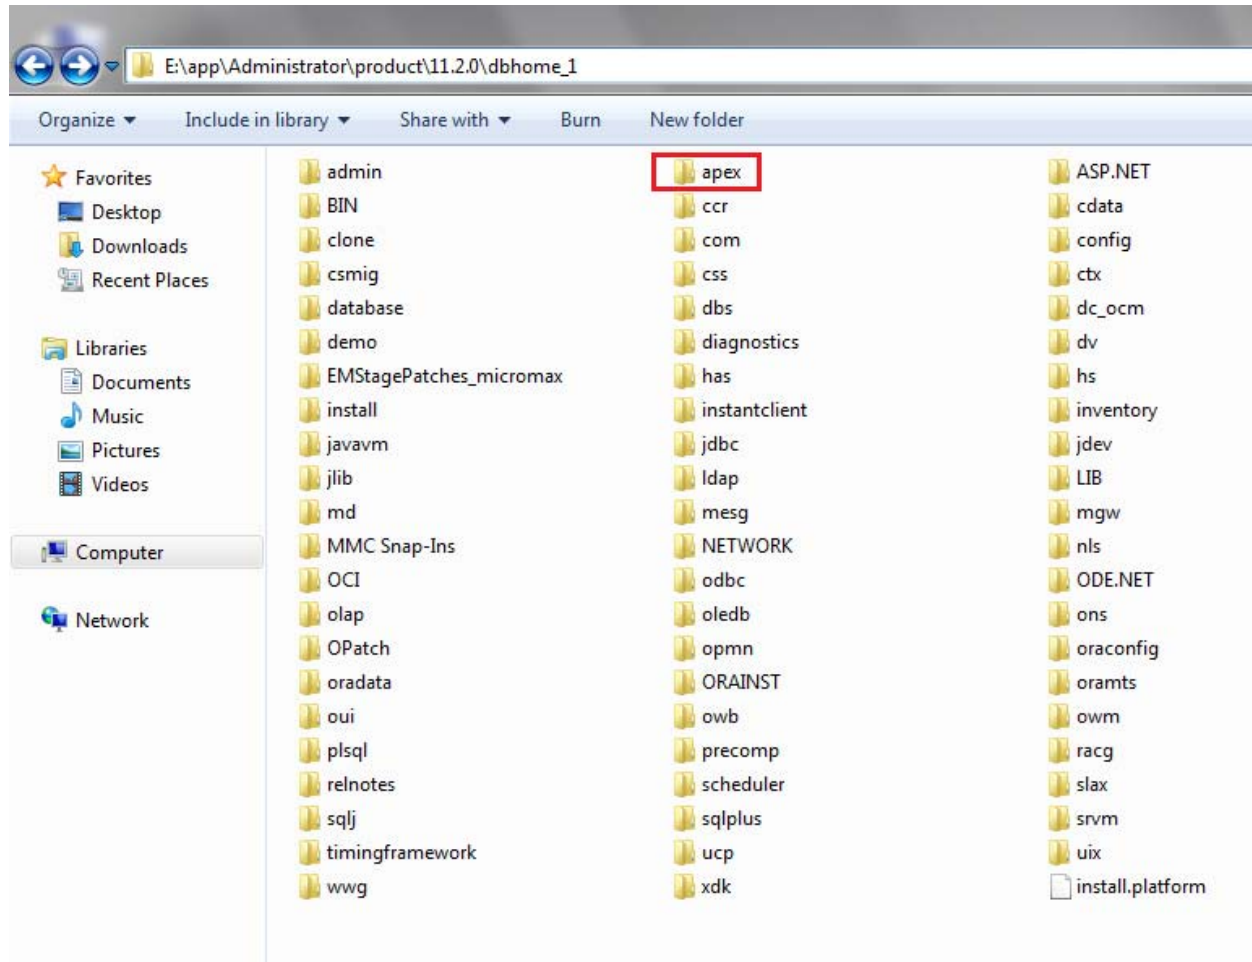 E:\app\Administrator\product\11.2.0\dbhome_1
Organize Include in library Share with Burn New folder
Favorites
Desktop
Downloads
Recent Places
Libraries
Documents
Music
Pictures
Videos
Computer
Network
admin apex ASP.NET
BIN ccr cdata
clone com config
csmig css ctx
database dbs dc_ocm
demo diagnostics dv
EMStagePatches_micromax has hs
install instantclient inventory
javavm jdbc jdev
jlib ldap LIB
md mesg mgw
MMC Snap-Ins NETWORK nls
OCI odbc ODE.NET
olap oledb ons
OPatch opmn oraconfig
oradata ORAINST oramts
oui owb owm
plsql precomp racg
relnotes scheduler slax
sqlj sqlplus srvm
timingframework ucp uix
wwg xdk install.platform